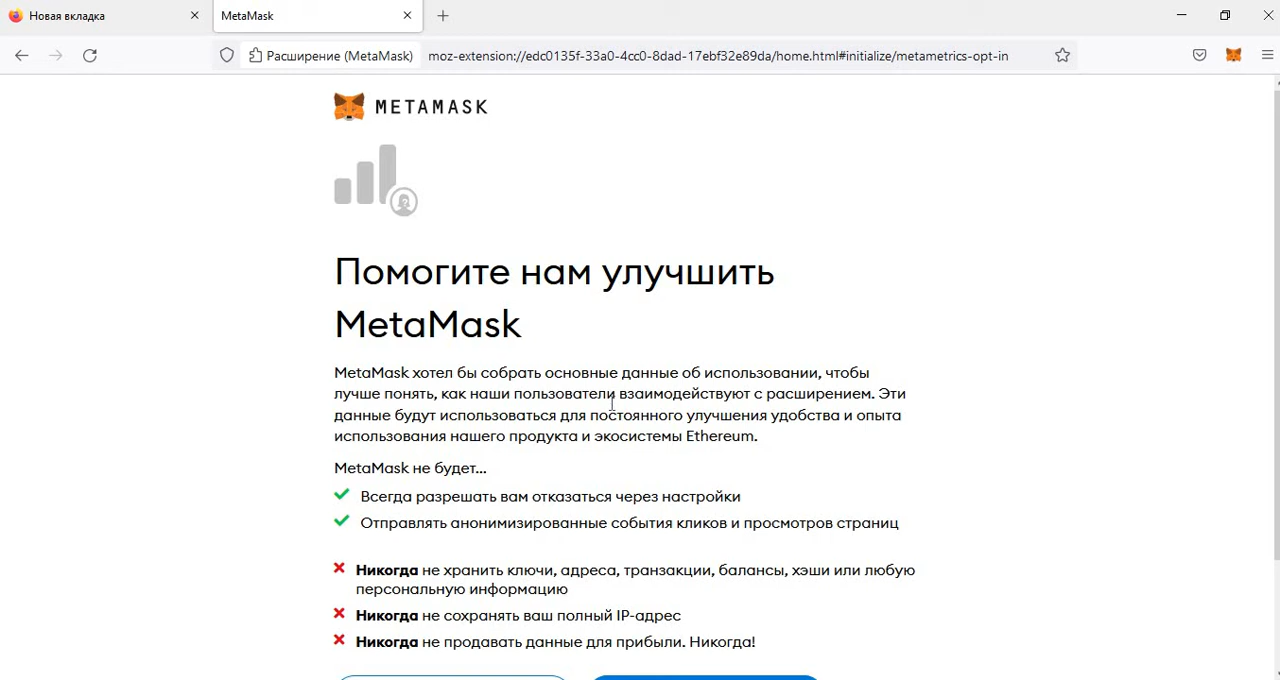 Новая вкладка
MetaMask
Расширение (MetaMask)
moz-extension://edc0135f-33a0-4cc0-8dad-17ebf32e89da/home.html#initialize/metametrics-opt-in
METAMASK
Помогите нам улучшить
MetaMask
MetaMask хотел бы собрать основные данные об использовании, чтобы
лучше понять, как наши пользователи взаимодействуют с расширением. Эти
данные будут использоваться для постоянного улучшения удобства и опыта
использования нашего продукта и экосистемы Ethereum.
MetaMask не будет...
Всегда разрешать вам отказаться через настройки
Отправлять анонимизированные события кликов и просмотров страниц
Никогда не хранить ключи, адреса, транзакции, балансы, хэши или любую
персональную информацию
Никогда не сохранять ваш полный IP-адрес
Никогда не продавать данные для прибыли. Никогда!